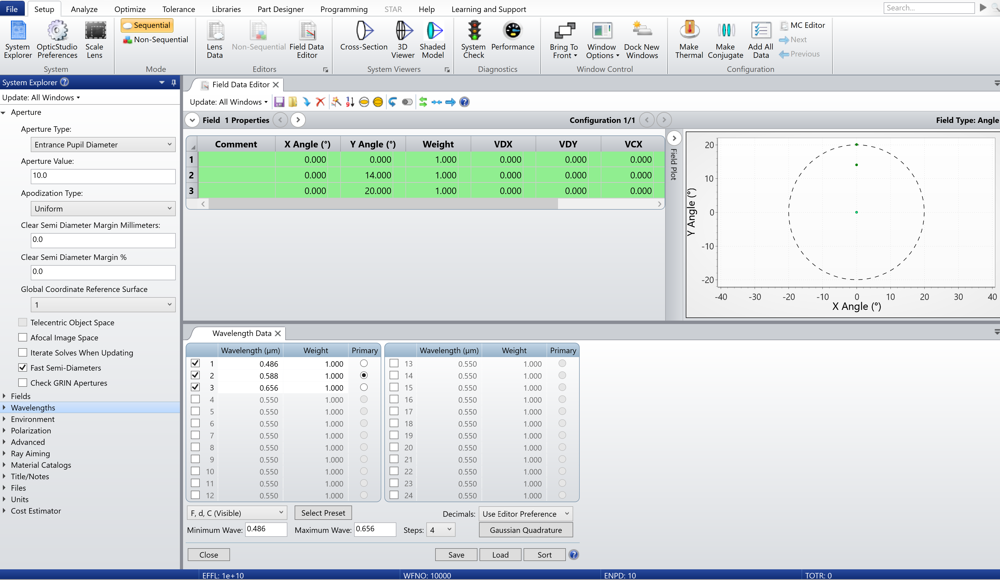 File Setup Analyze Optimize Tolerance Libraries Part Designer Programming STAR Help Learning and Support Search...
System Explorer
OpticStudio Preferences
Scale Lens
System
Sequential
Non-Sequential
Mode
Lens Data
Non-Sequential
Field Data Editor
Editors
Cross-Section
3D Viewer
Shaded Model
System Viewers
System Check
Performance
Diagnostics
Bring To Front
Window Options
Dock New Windows
Window Control
Make Thermal
Make Conjugate
Add All Data
MC Editor
Next
Previous
Configuration
System Explorer ?
Update: All Windows
Aperture
Aperture Type:
Entrance Pupil Diameter
Aperture Value:
10.0
Apodization Type:
Uniform
Clear Semi Diameter Margin Millimeters:
0.0
Clear Semi Diameter Margin %
0.0
Global Coordinate Reference Surface
1
Telecentric Object Space
Afocal Image Space
Iterate Solves When Updating
Fast Semi-Diameters
Check GRIN Apertures
Fields
Wavelengths
Environment
Polarization
Advanced
Ray Aiming
Material Catalogs
Title/Notes
Files
Units
Cost Estimator
Field Data Editor
Update: All Windows
Field 1 Properties Configuration 1/1 Field Type: Angle
Comment X Angle (°) Y Angle (°) Weight VDX VDY VCX
1 0.000 0.000 1.000 0.000 0.000 0.000
2 0.000 14.000 1.000 0.000 0.000 0.000
3 0.000 20.000 1.000 0.000 0.000 0.000
Field Plot
Y Angle (°)
20
10
0
-10
-20
-40 -30 -20 -10 0 10 20 30 40
X Angle (°)
Wavelength Data
Wavelength (µm) Weight Primary Wavelength (µm) Weight Primary
1 0.486 1.000 13 0.550 1.000
2 0.588 1.000 14 0.550 1.000
3 0.656 1.000 15 0.550 1.000
4 0.550 1.000 16 0.550 1.000
5 0.550 1.000 17 0.550 1.000
6 0.550 1.000 18 0.550 1.000
7 0.550 1.000 19 0.550 1.000
8 0.550 1.000 20 0.550 1.000
9 0.550 1.000 21 0.550 1.000
10 0.550 1.000 22 0.550 1.000
11 0.550 1.000 23 0.550 1.000
12 0.550 1.000 24 0.550 1.000
F, d, C (Visible) Select Preset Decimals: Use Editor Preference
Minimum Wave: 0.486 Maximum Wave: 0.656 Steps: 4 Gaussian Quadrature
Close Save Load Sort ?
EFFL: 1e+10 WFNO: 10000 ENPD: 10 TOTR: 0